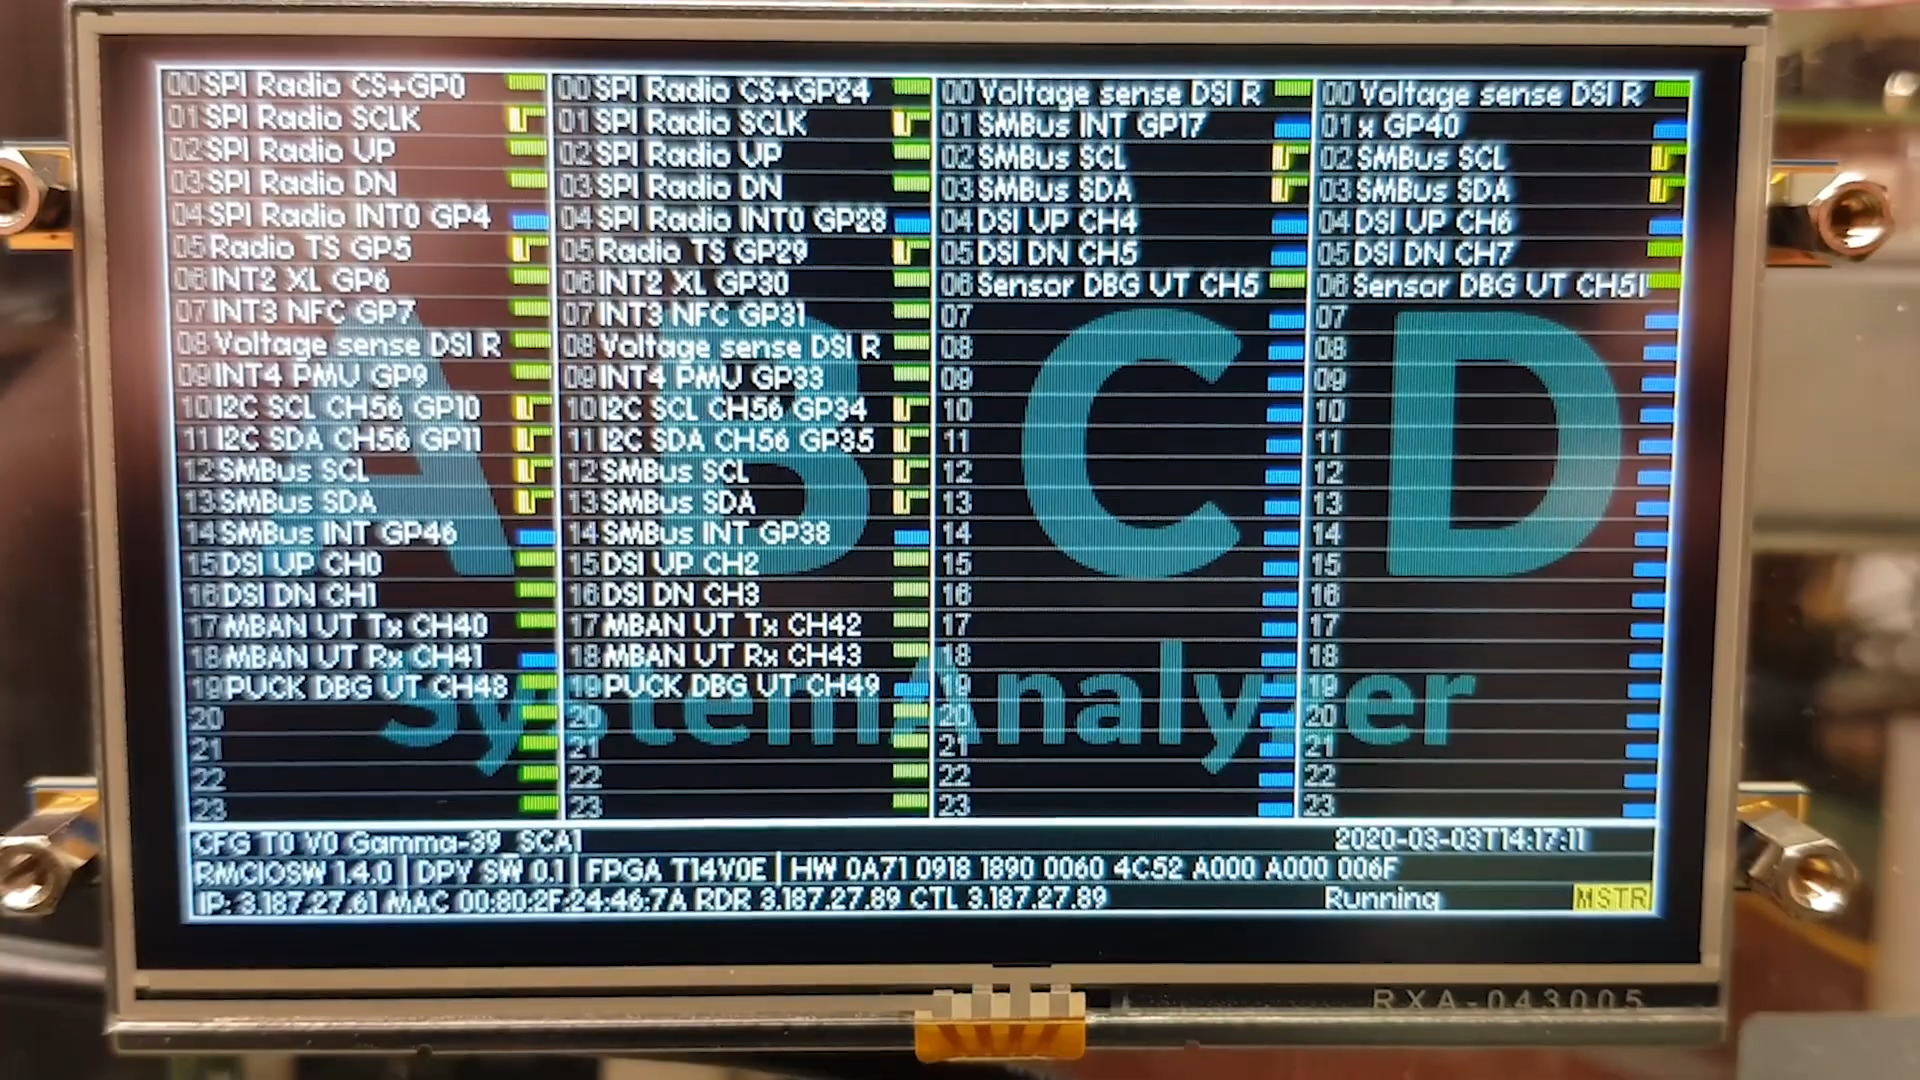 00 SPI Radio CS+GP0
01 SPI Radio SCLK
02 SPI Radio UP
03 SPI Radio DN
04 SPI Radio INT0 GP4
05 Radio TS GP5
06 INT2 XL GP6
07 INT3 NFC GP7
08 Voltage sense DSI R
09 INT4 PMU GP9
10 I2C SCL CH56 GP10
11 I2C SDA CH56 GP11
12 SMBus SCL
13 SMBus SDA
14 SMBus INT GP46
15 DSI UP CH0
16 DSI DN CH1
17 MBAN UT Tx CH40
18 MBAN UT Rx CH41
19 PUCK DBG UT CH48
20
21
22
23
00 SPI Radio CS+GP24
01 SPI Radio SCLK
02 SPI Radio UP
03 SPI Radio DN
04 SPI Radio INT0 GP28
05 Radio TS GP29
06 INT2 XL GP30
07 INT3 NFC GP31
08 Voltage sense DSI R
09 INT4 PMU GP33
10 I2C SCL CH56 GP34
11 I2C SDA CH56 GP35
12 SMBus SCL
13 SMBus SDA
14 SMBus INT GP38
15 DSI UP CH2
16 DSI DN CH3
17 MBAN UT Tx CH42
18 MBAN UT Rx CH43
19 PUCK DBG UT CH49
20
21
22
23
00 Voltage sense DSI R
01 SMBus INT GP17
02 SMBus SCL
03 SMBus SDA
04 DSI UP CH4
05 DSI DN CH5
06 Sensor DBG UT CH5
07
08
09
10
11
12
13
14
15
16
17
18
19
20
21
22
23
00 Voltage sense DSI R
01 x GP40
02 SMBus SCL
03 SMBus SDA
04 DSI UP CH6
05 DSI DN CH7
06 Sensor DBG UT CH51
07
08
09
10
11
12
13
14
15
16
17
18
19
20
21
22
23
A B C D
SystemAnalyzer
CFG T0 V0 Gamma-39 SCA1 2020-03-03T14:17:11
RMCIOSW 1.4.0 | DPY SW 0.1 | FPGA T14V0E | HW 0A71 0918 1890 0060 4C52 A000 A000 006F
IP: 3.187.27.61 MAC 00:80:2F:24:46:7A RDR 3.187.27.89 CTL 3.187.27.89 Running MSTR
RXA-043005